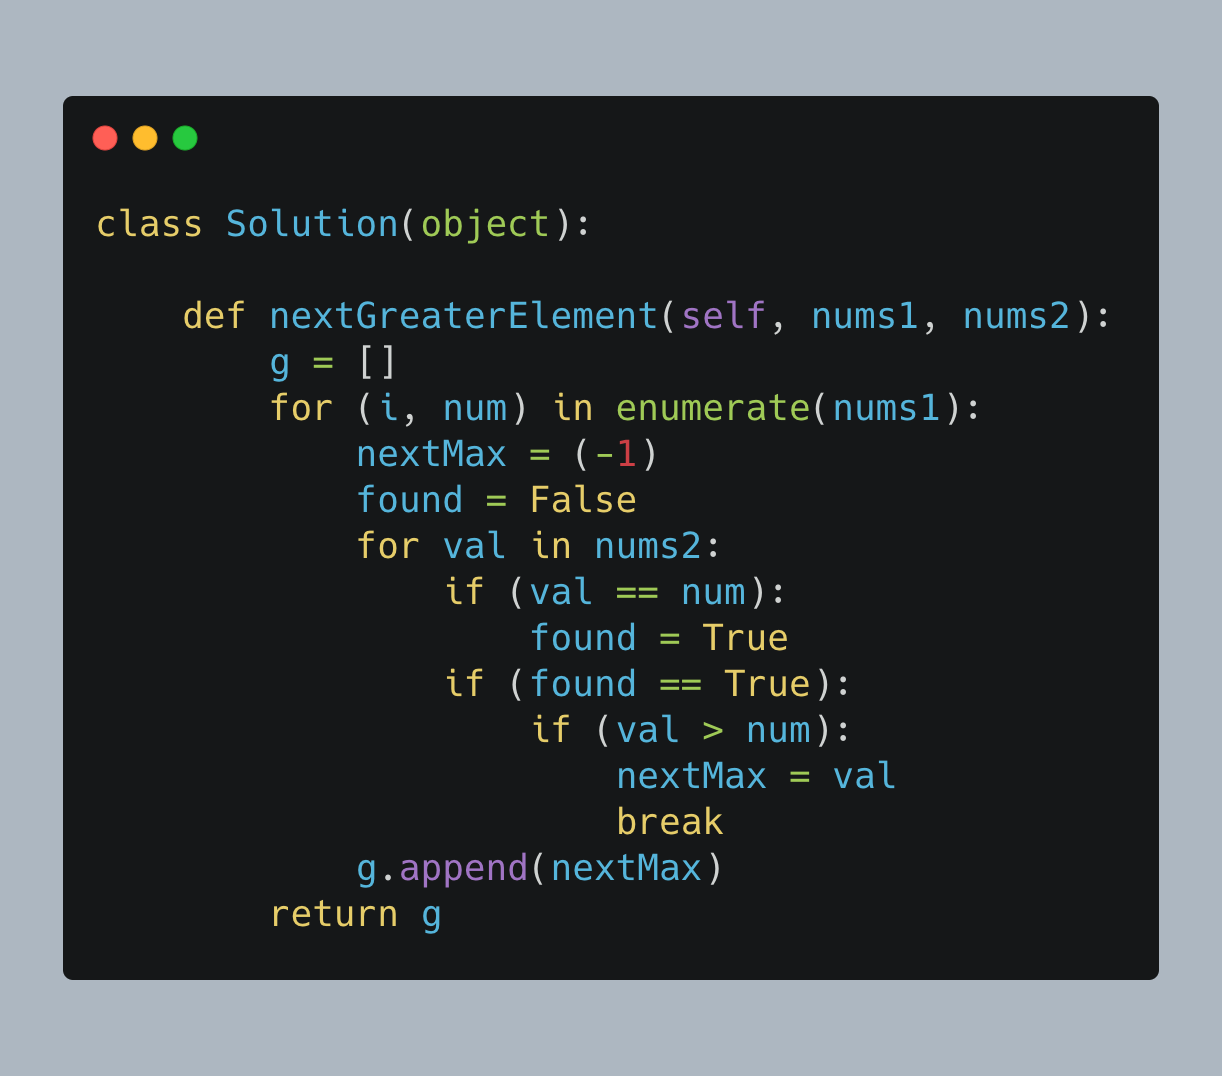 class Solution(object):

    def nextGreaterElement(self, nums1, nums2):
        g = []
        for (i, num) in enumerate(nums1):
            nextMax = (-1)
            found = False
            for val in nums2:
                if (val == num):
                    found = True
                if (found == True):
                    if (val > num):
                        nextMax = val
                        break
            g.append(nextMax)
        return g